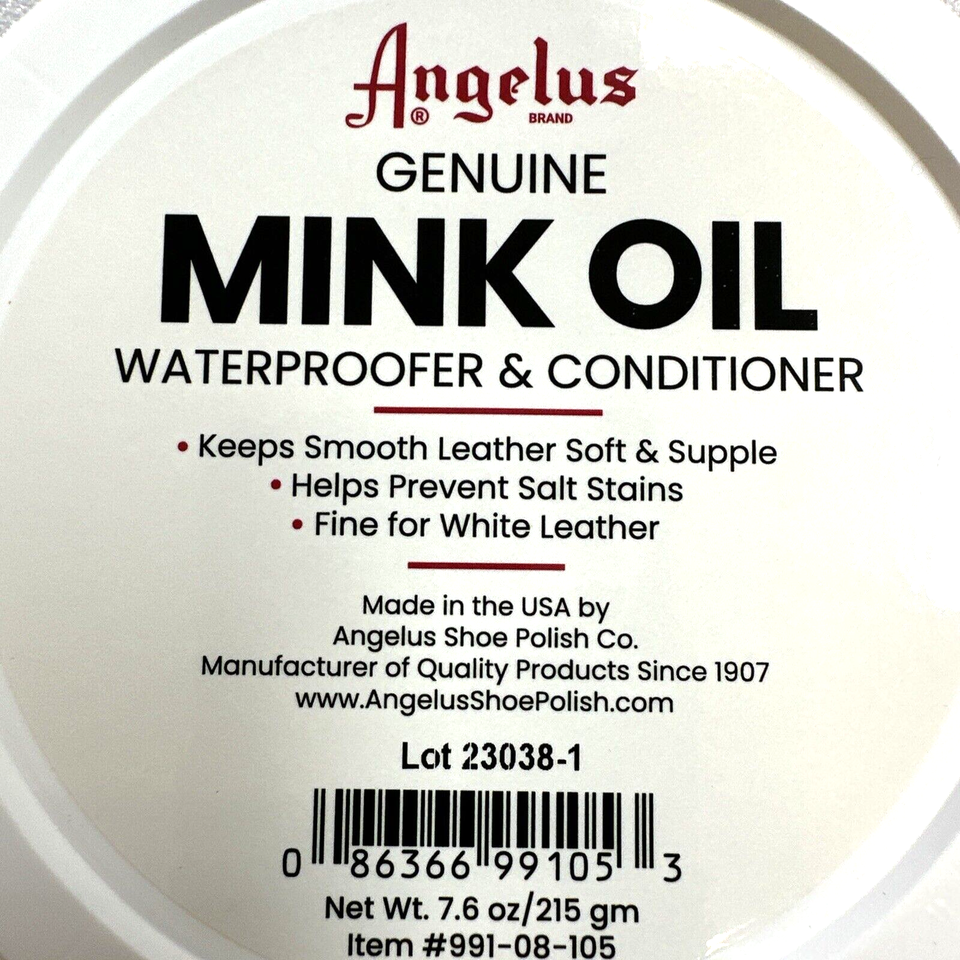 Angelus®
BRAND
GENUINE
MINK OIL
WATERPROOFER & CONDITIONER
• Keeps Smooth Leather Soft & Supple
• Helps Prevent Salt Stains
• Fine for White Leather
Made in the USA by
Angelus Shoe Polish Co.
Manufacturer of Quality Products Since 1907
www.AngelusShoePolish.com
Lot 23038-1
0 86366 99105 3
Net Wt. 7.6 oz/215 gm
Item #991-08-105